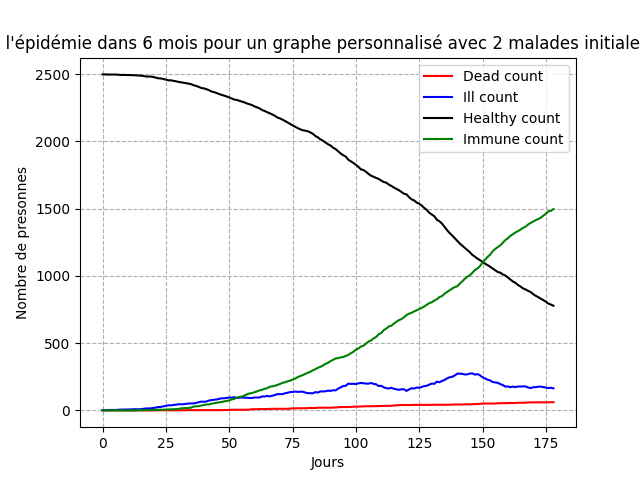 l'épidémie dans 6 mois pour un graphe personnalisé avec 2 malades initiale
2500
2000
1500
1000
500
0
Nombre de presonnes
Dead count
Ill count
Healthy count
Immune count
0 25 50 75 100 125 150 175
Jours